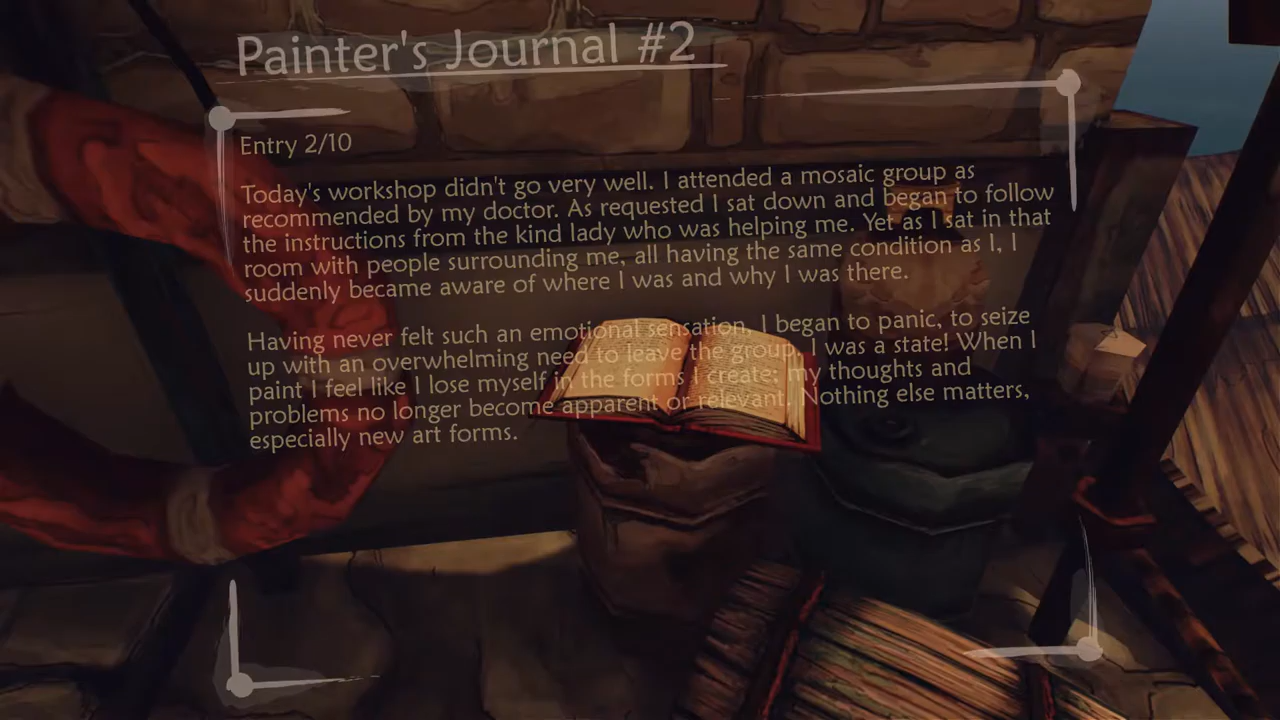 Painter's Journal #2
Entry 2/10
Today's workshop didn't go very well. I attended a mosaic group as
recommended by my doctor. As requested I sat down and began to follow
the instructions from the kind lady who was helping me. Yet as I sat in that
room with people surrounding me, all having the same condition as I, I
suddenly became aware of where I was and why I was there.
Having never felt such an emotional sensation, I began to panic, to seize
up with an overwhelming need to leave the group, I was a state! When I
paint I feel like I lose myself in the forms I create; my thoughts and
problems no longer become apparent or relevant. Nothing else matters,
especially new art forms.